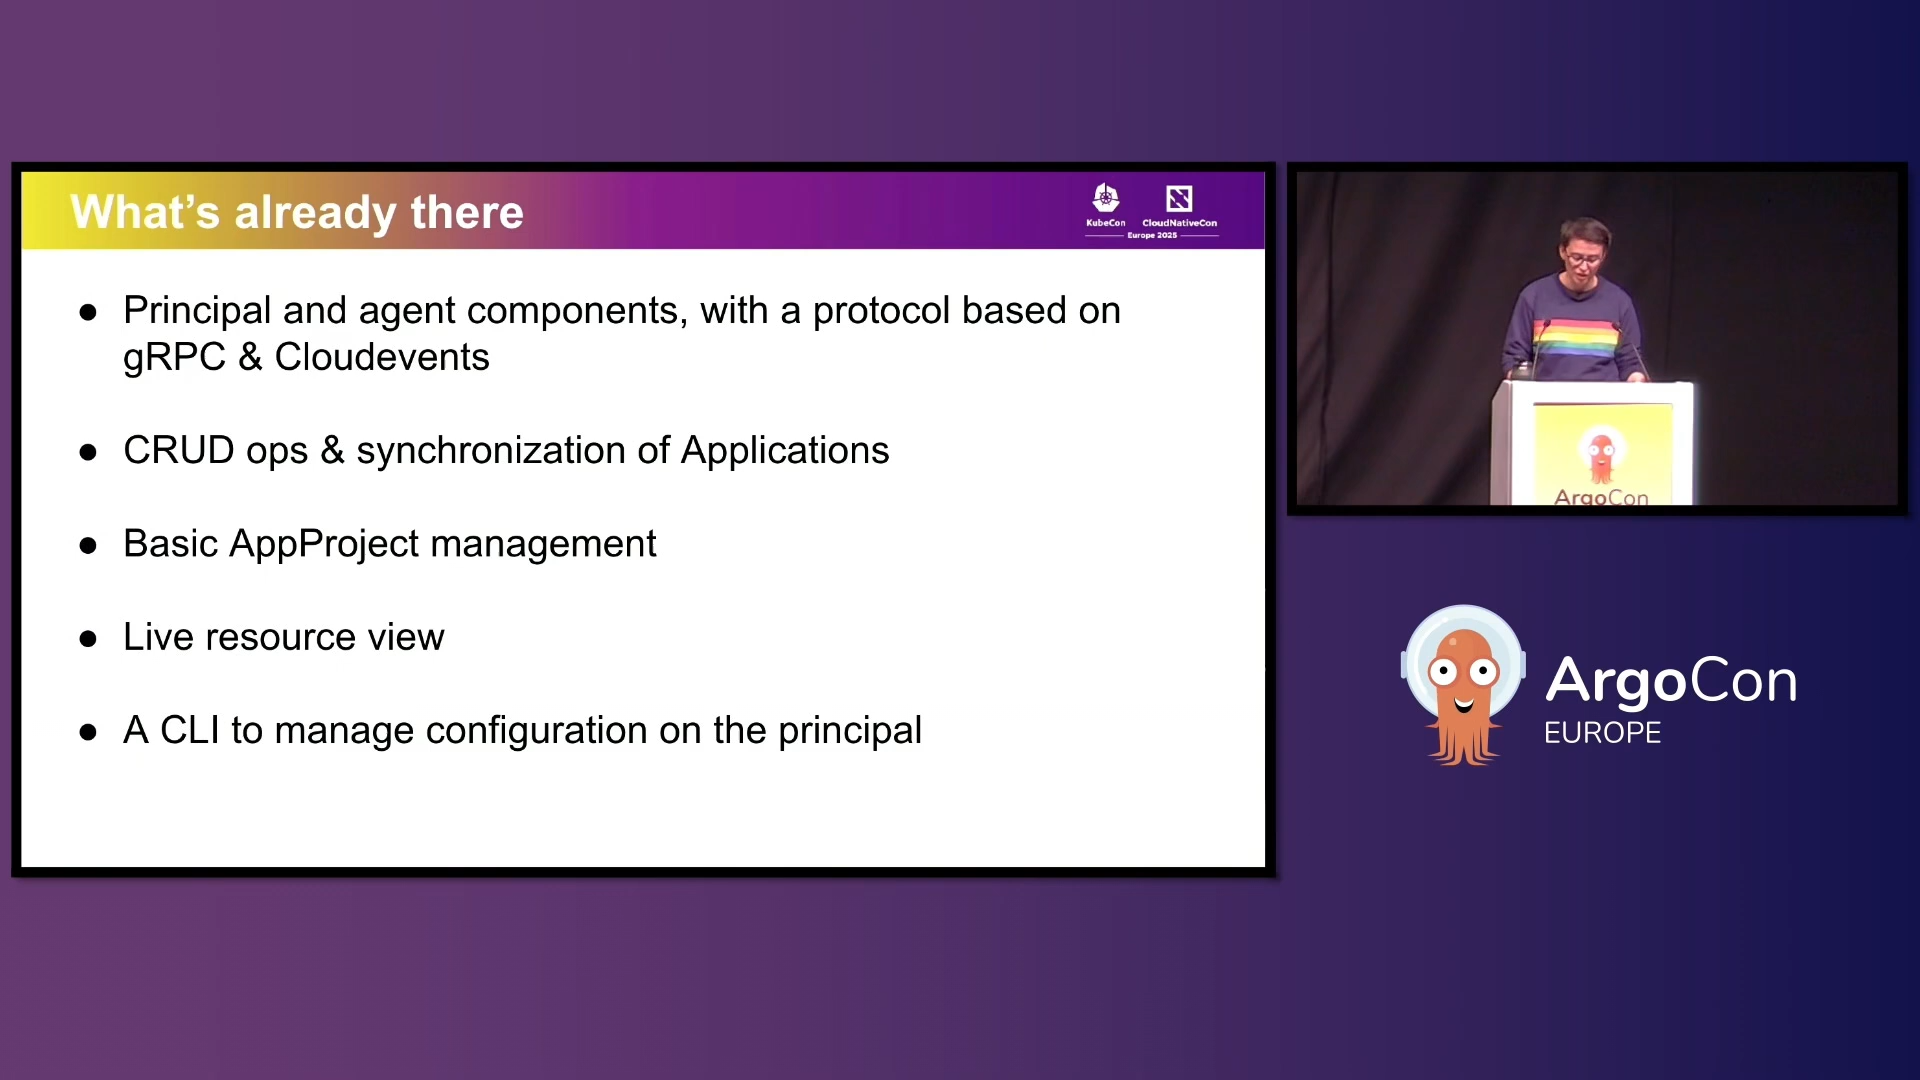 What's already there
KubeCon
CloudNativeCon
Europe 2025
● Principal and agent components, with a protocol based on
gRPC & Cloudevents
● CRUD ops & synchronization of Applications
● Basic AppProject management
● Live resource view
● A CLI to manage configuration on the principal
ArgoCon
ArgoCon
EUROPE